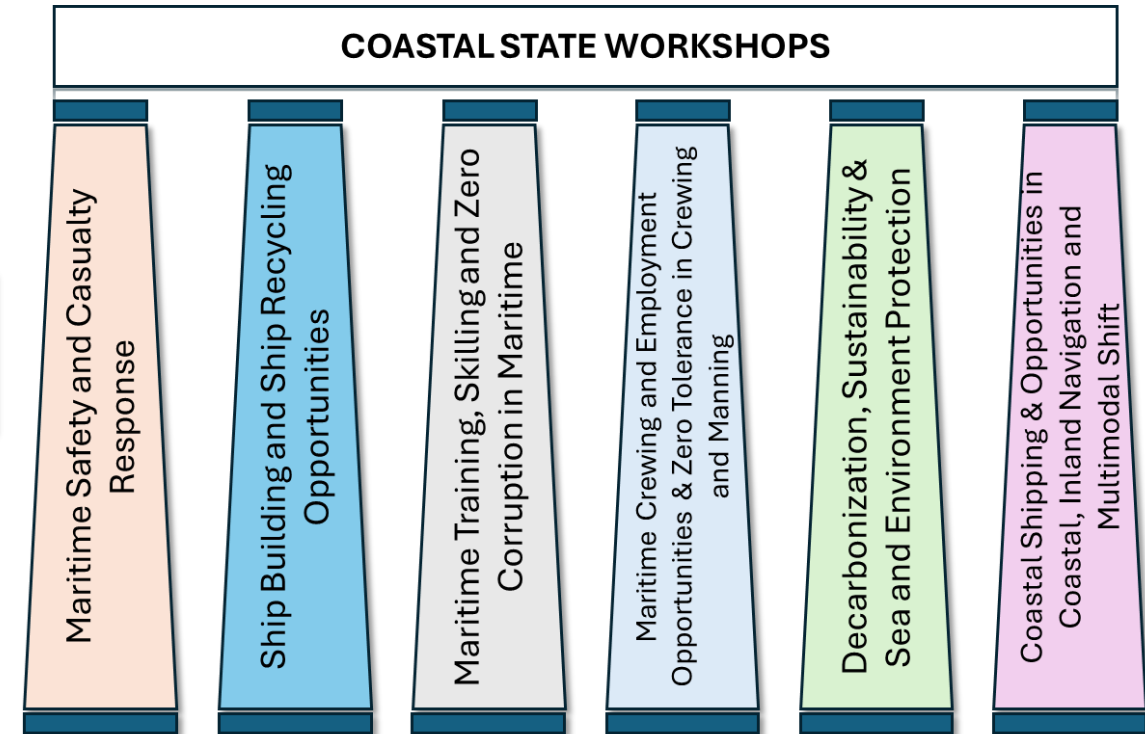 COASTAL STATE WORKSHOPS
Maritime Safety and Casualty
Response
Ship Building and Ship Recycling
Opportunities
Maritime Training, Skilling and Zero
Corruption in Maritime
Maritime Crewing and Employment
Opportunities & Zero Tolerance in Crewing
and Manning
Decarbonization, Sustainability &
Sea and Environment Protection
Coastal Shipping & Opportunities in
Coastal, Inland Navigation and
Multimodal Shift